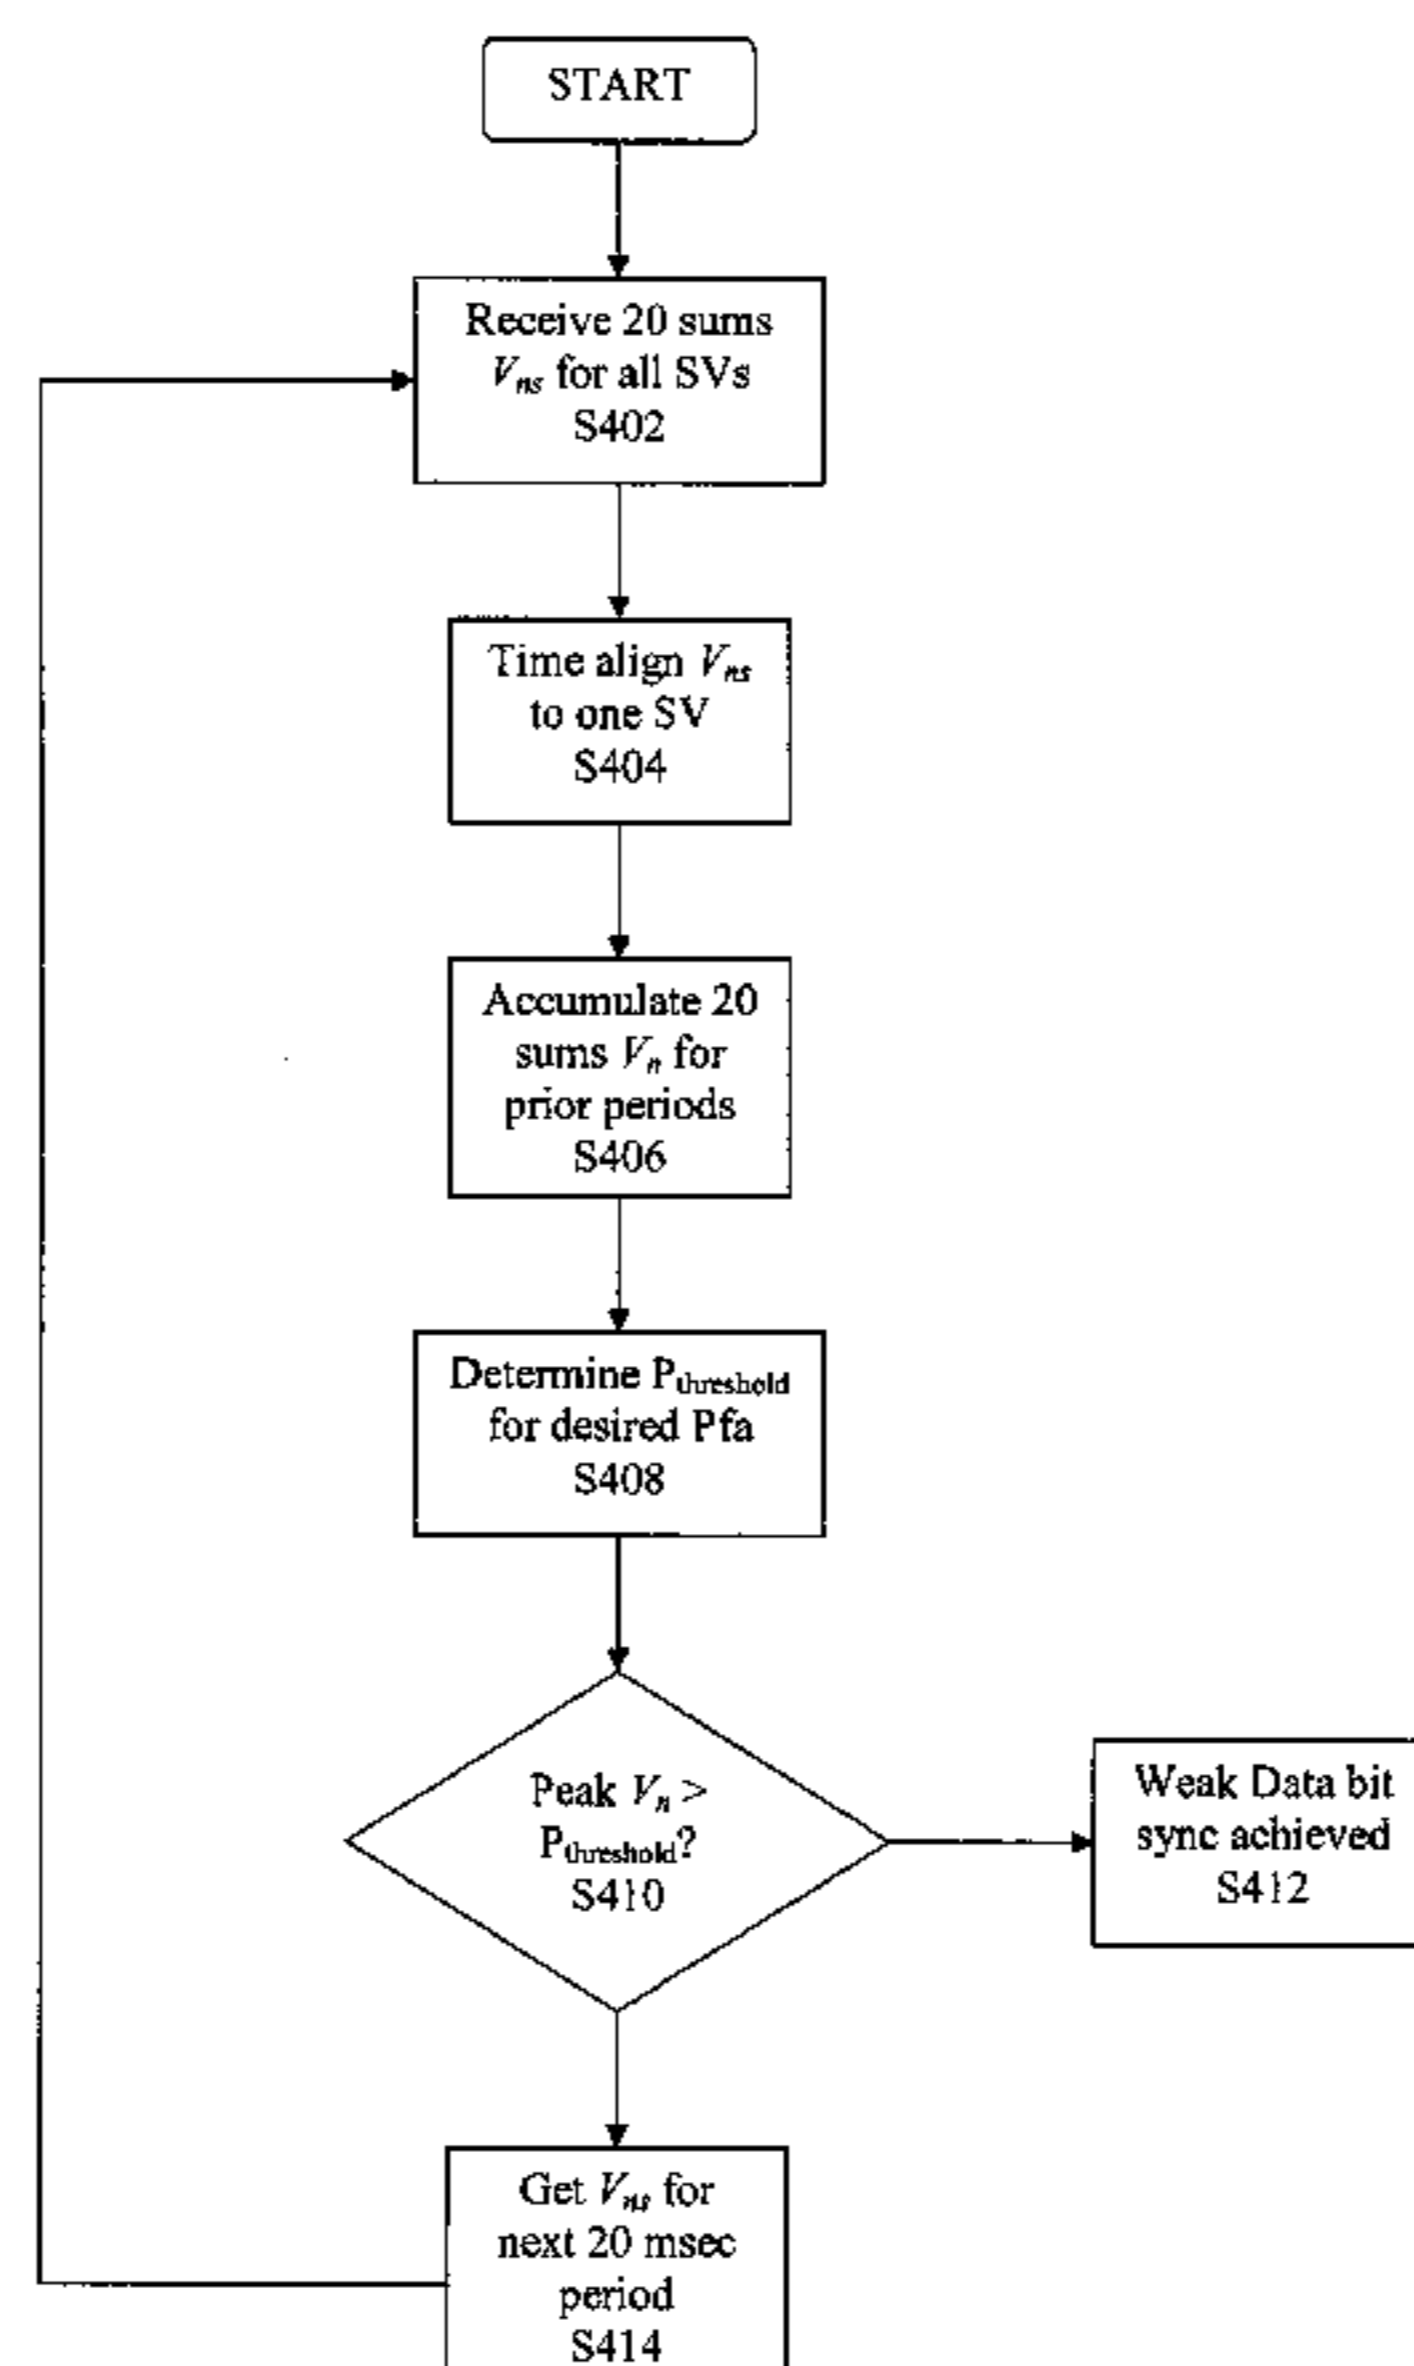 START
Receive 20 sums
Vns for all SVs
S402
Time align Vns
to one SV
S404
Accumulate 20
sums Vn for
prior periods
S406
Determine Pthreshold
for desired Pfa
S408
Peak Vn >
Pthreshold?
S410
Weak Data bit
sync achieved
S412
Get Vns for
next 20 msec
period
S414